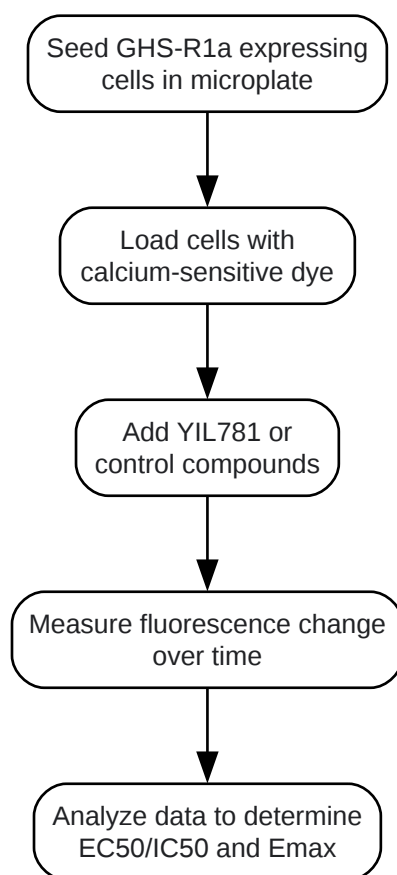 Seed GHS-R1a expressing
cells in microplate
Load cells with
calcium-sensitive dye
Add YIL781 or
control compounds
Measure fluorescence change
over time
Analyze data to determine
EC50/IC50 and Emax